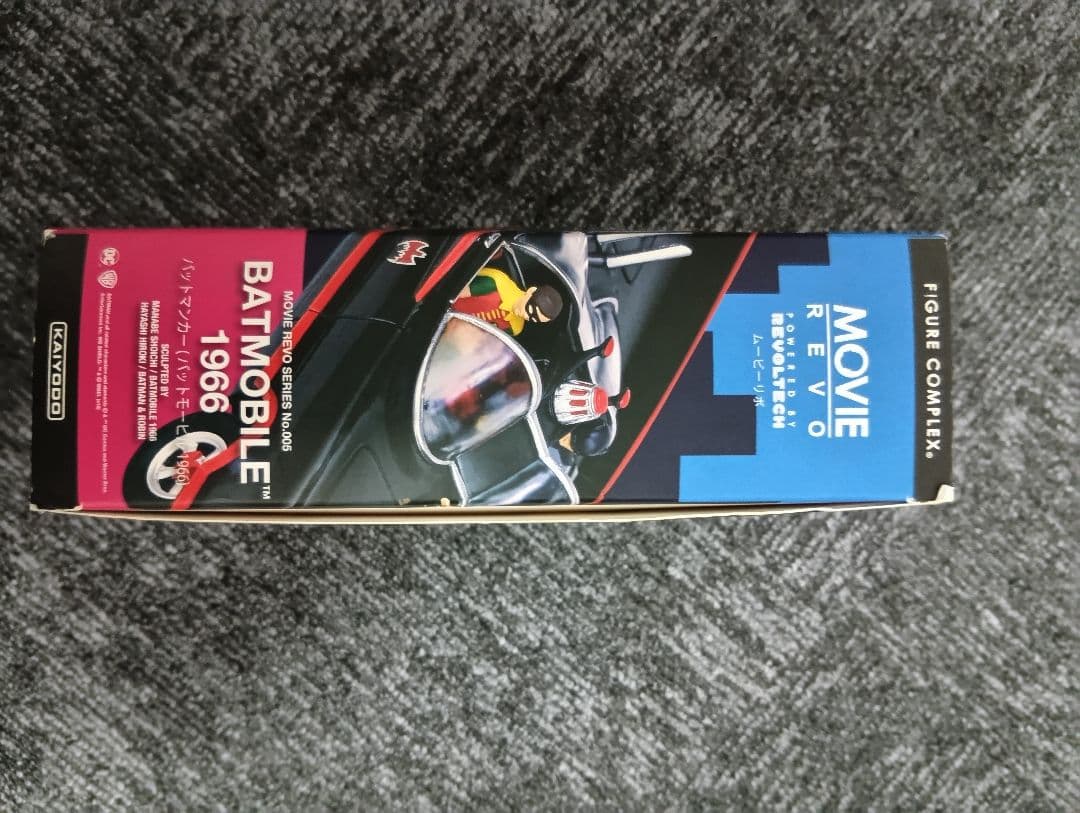 FIGURE COMPLEX®
MOVIE
REVO
POWERED BY
REVOLTECH
ムービーリボ
MOVIE REVO SERIES No.005
BATMOBILE™
1966
バットマンカー(バットモービル1966)
SCULPTED BY
MANABE SHOICHI / BATMOBILE 1966
HAYASHI HIROKI / BATMAN & ROBIN
DC
WB
KAIYODO